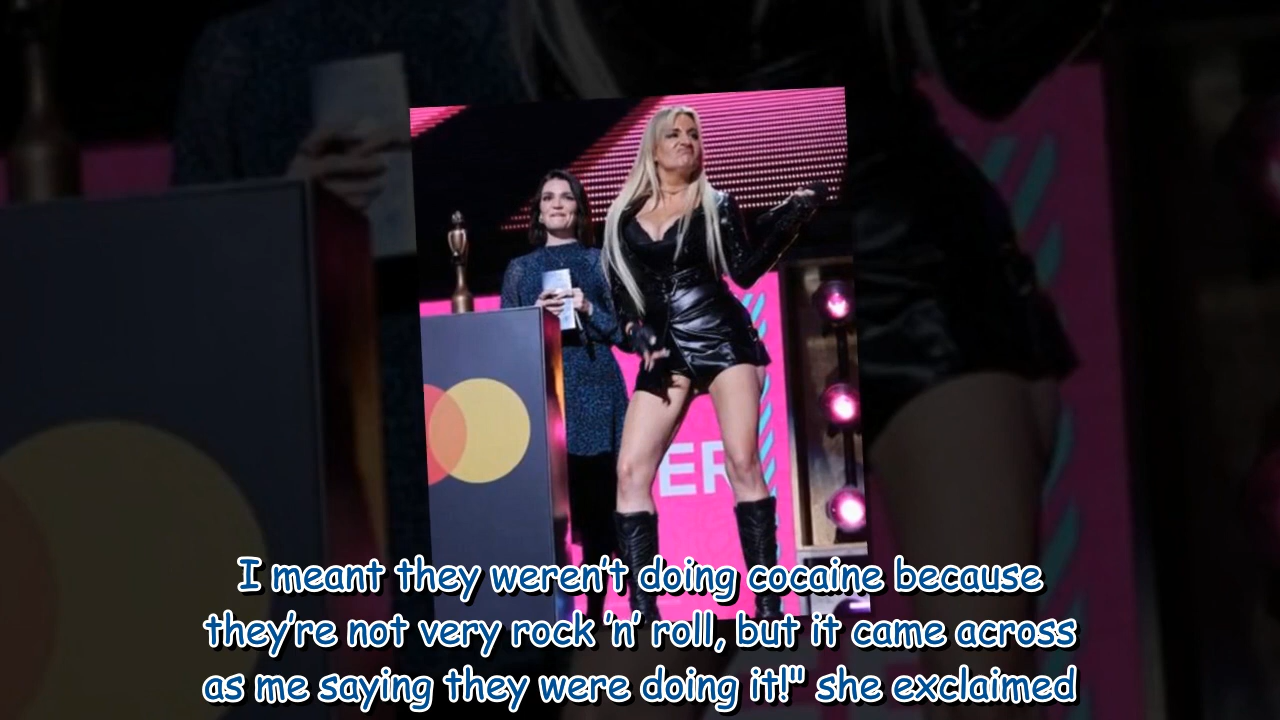 ER
I meant they weren't doing cocaine because
they're not very rock 'n' roll, but it came across
as me saying they were doing it!" she exclaimed